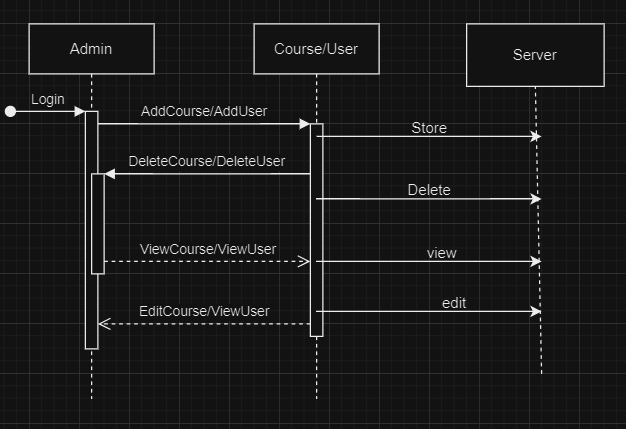 Admin
Course/User
Server
Login
AddCourse/AddUser
Store
DeleteCourse/DeleteUser
Delete
ViewCourse/ViewUser
view
EditCourse/ViewUser
edit